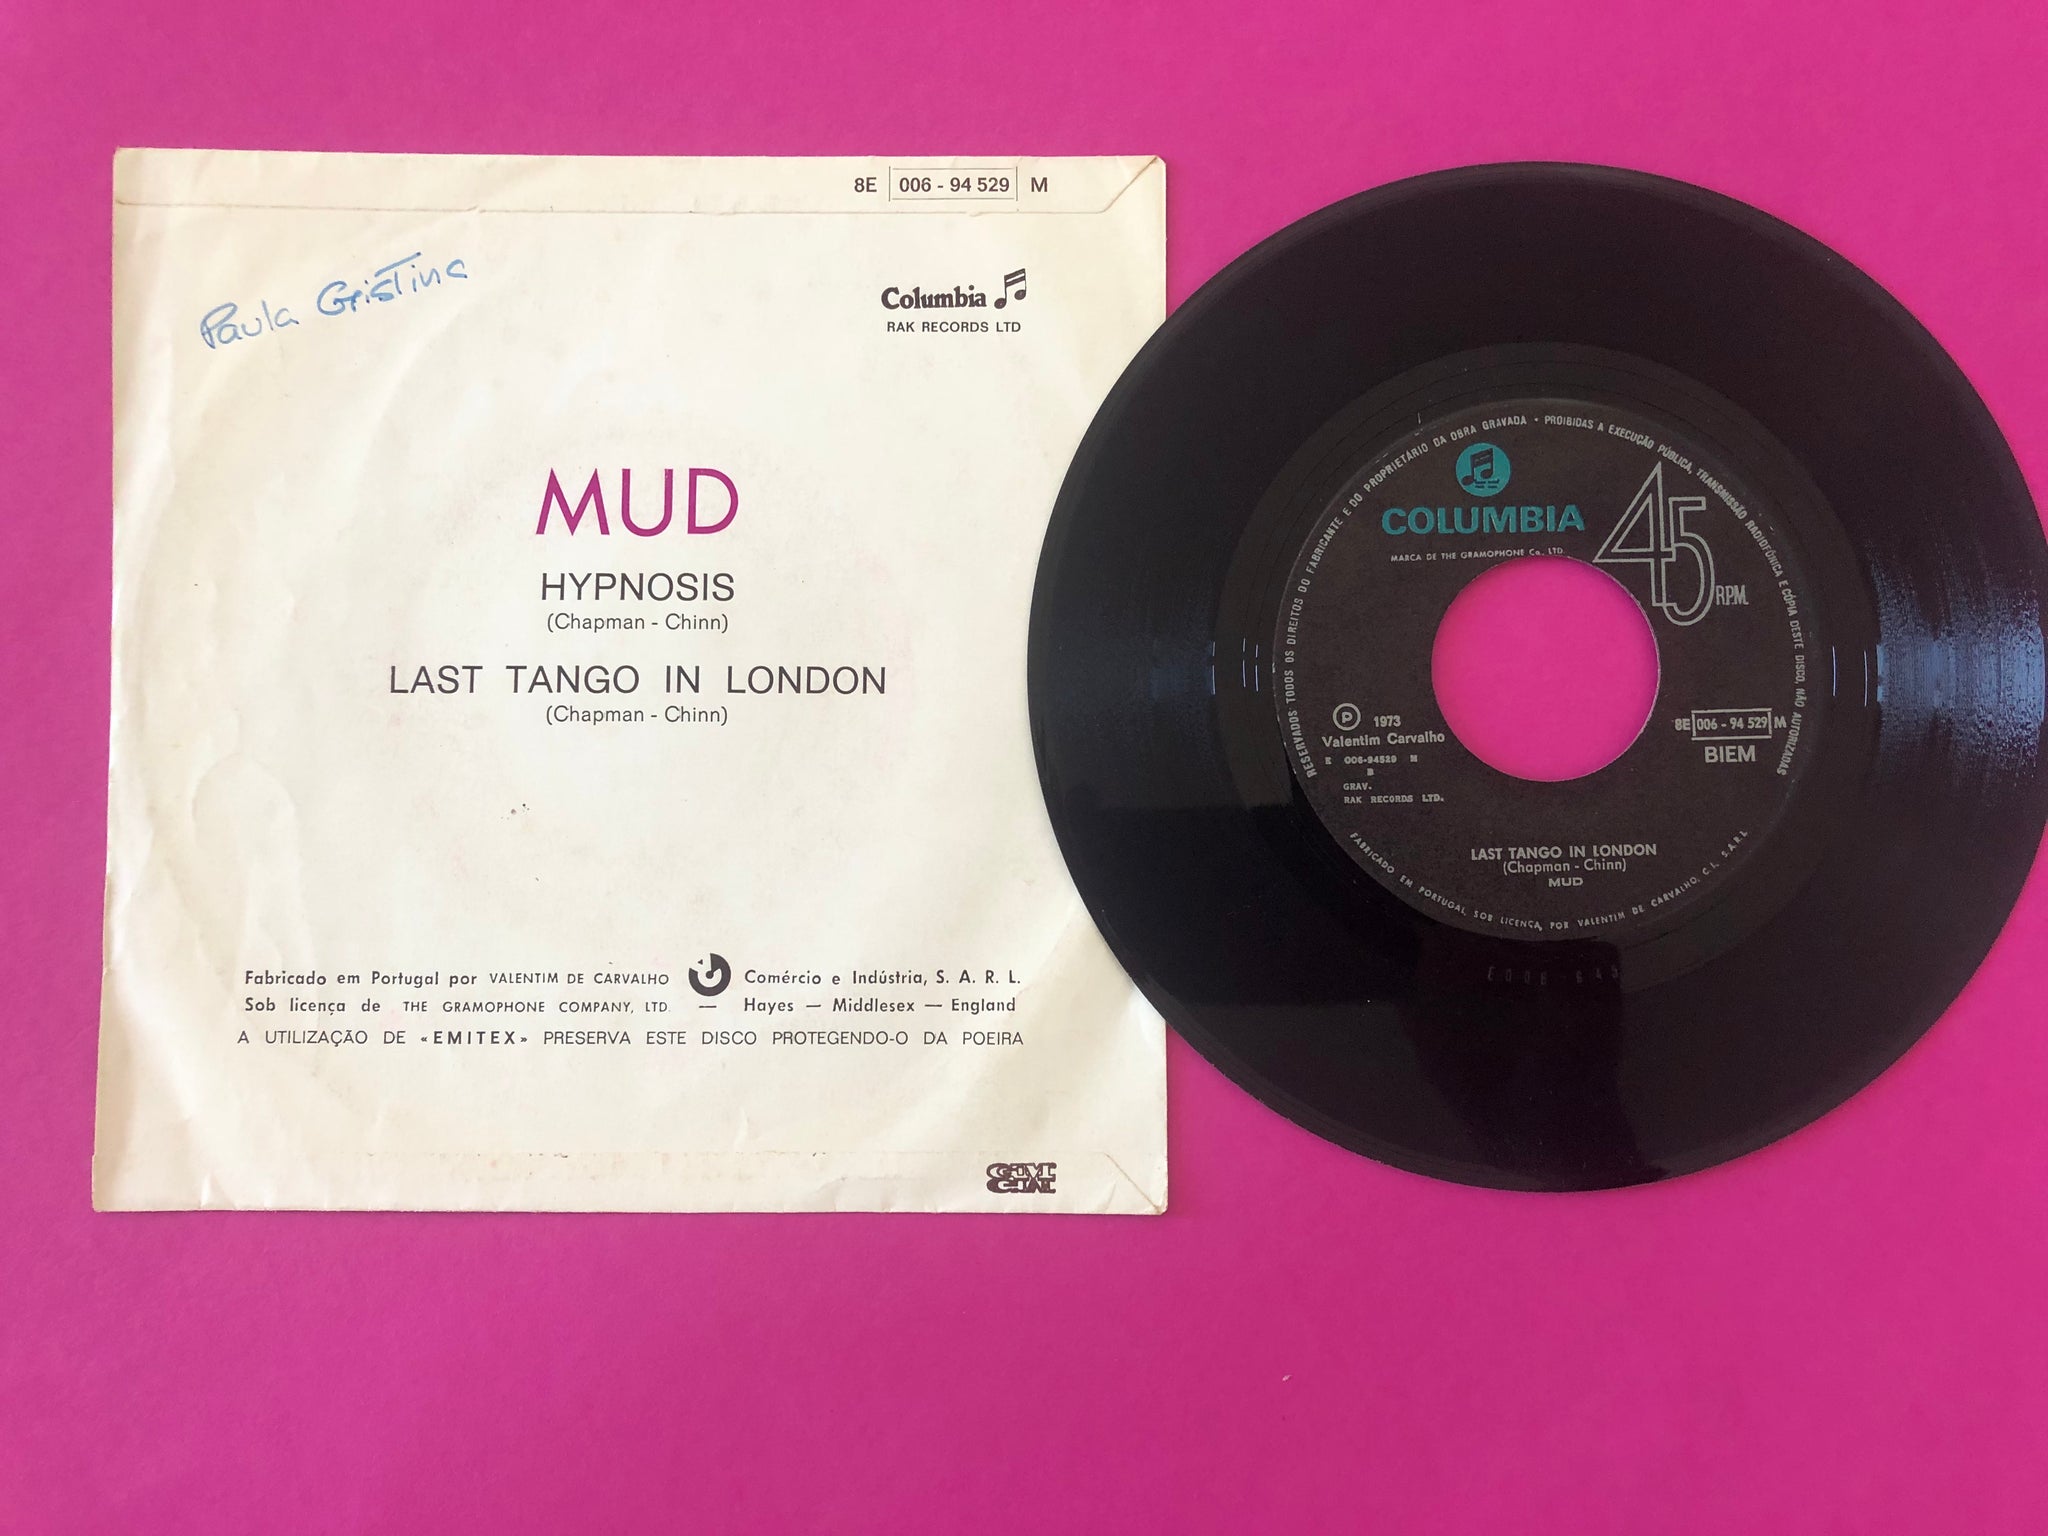 8E 006 - 94 529 M
Paula Cristina
Columbia
RAK RECORDS LTD
MUD
HYPNOSIS
(Chapman - Chinn)
LAST TANGO IN LONDON
(Chapman - Chinn)
Fabricado em Portugal por VALENTIM DE CARVALHO Comércio e Indústria, S. A. R. L.
Sob licença de THE GRAMOPHONE COMPANY, LTD. — Hayes — Middlesex — England
A UTILIZAÇÃO DE «EMITEX» PRESERVA ESTE DISCO PROTEGENDO-O DA POEIRA
RESERVADOS TODOS OS DIREITOS DO FABRICANTE E DO PROPRIETÁRIO DA OBRA GRAVADA • PROIBIDAS A EXECUÇÃO PÚBLICA, TRANSMISSÃO RADIOFÓNICA E CÓPIA DESTE DISCO, NÃO AUTORIZADAS
COLUMBIA
MARCA DE THE GRAMOPHONE Co. LTD.
45 R.P.M.
P 1973
Valentim Carvalho
E 006-94529 M
B
GRAV.
RAK RECORDS LTD.
8E 006 - 94 529 M
BIEM
LAST TANGO IN LONDON
(Chapman - Chinn)
MUD
FABRICADO EM PORTUGAL, SOB LICENÇA, POR VALENTIM DE CARVALHO, C. I. S.A.R.L.